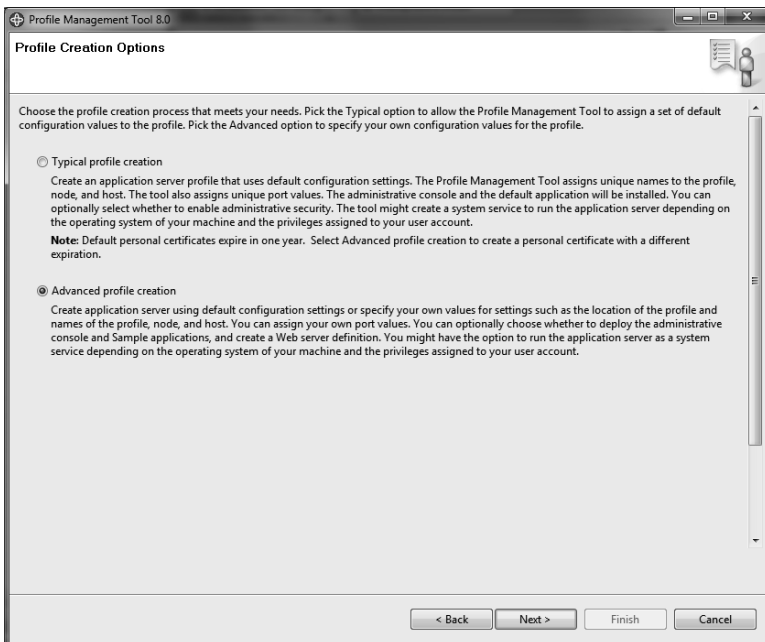 Profile Management Tool 8.0
Profile Creation Options
Choose the profile creation process that meets your needs. Pick the Typical option to allow the Profile Management Tool to assign a set of default
configuration values to the profile. Pick the Advanced option to specify your own configuration values for the profile.
Typical profile creation
Create an application server profile that uses default configuration settings. The Profile Management Tool assigns unique names to the profile,
node, and host. The tool also assigns unique port values. The administrative console and the default application will be installed. You can
optionally select whether to enable administrative security. The tool might create a system service to run the application server depending on
the operating system of your machine and the privileges assigned to your user account.
Note: Default personal certificates expire in one year. Select Advanced profile creation to create a personal certificate with a different
expiration.
Advanced profile creation
Create application server using default configuration settings or specify your own values for settings such as the location of the profile and
names of the profile, node, and host. You can assign your own port values. You can optionally choose whether to deploy the administrative
console and Sample applications, and create a Web server definition. You might have the option to run the application server as a system
service depending on the operating system of your machine and the privileges assigned to your user account.
< Back Next > Finish Cancel